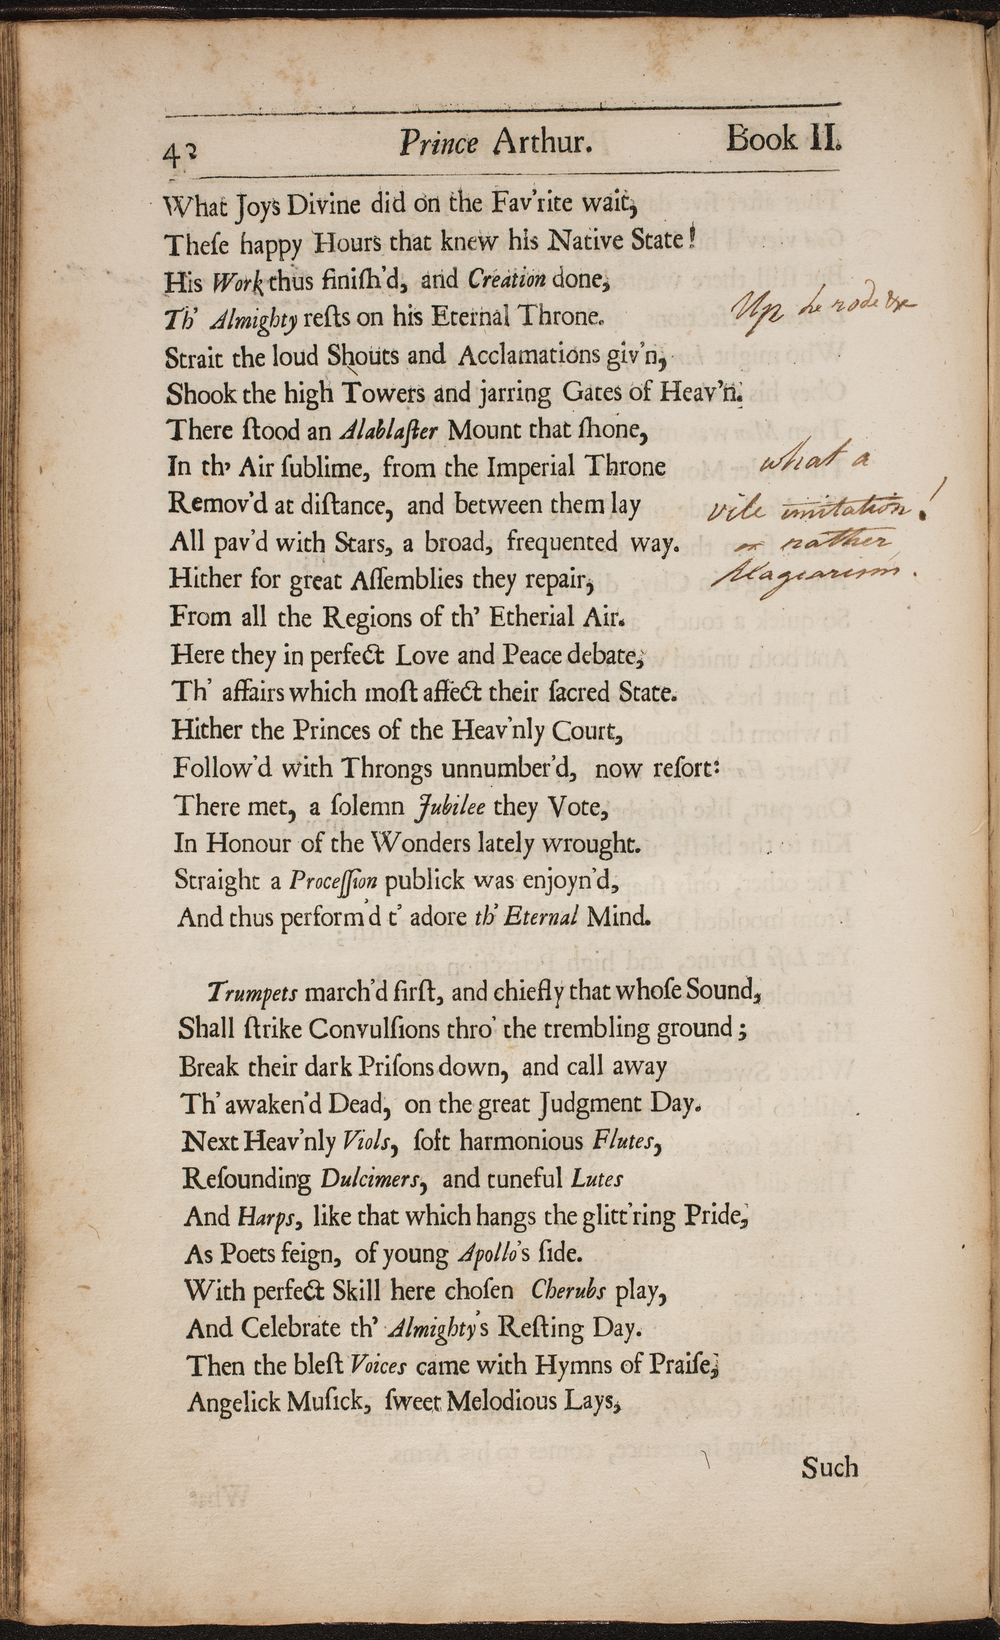 42 Prince Arthur. Book II.
What Joys Divine did on the Fav'rite wait,
Theſe happy Hours that knew his Native State!
His Work thus finiſh'd, and Creation done,
Th' Almighty reſts on his Eternal Throne.
Up he rode &c
Strait the loud Shouts and Acclamations giv'n,
Shook the high Towers and jarring Gates of Heav'n.
There ſtood an Alablaſter Mount that ſhone,
In th' Air ſublime, from the Imperial Throne
Remov'd at diſtance, and between them lay
All pav'd with Stars, a broad, frequented way.
what a
vile imitation!
or rather
Plagiarism.
Hither for great Aſſemblies they repair,
From all the Regions of th' Etherial Air.
Here they in perfect Love and Peace debate,
Th' affairs which moſt affect their ſacred State.
Hither the Princes of the Heav'nly Court,
Follow'd with Throngs unnumber'd, now reſort:
There met, a ſolemn Jubilee they Vote,
In Honour of the Wonders lately wrought.
Straight a Proceſſion publick was enjoyn'd,
And thus perform'd t' adore th' Eternal Mind.
Trumpets march'd firſt, and chiefly that whoſe Sound,
Shall ſtrike Convulſions thro' the trembling ground;
Break their dark Priſons down, and call away
Th' awaken'd Dead, on the great Judgment Day.
Next Heav'nly Viols, ſoft harmonious Flutes,
Reſounding Dulcimers, and tuneful Lutes
And Harps, like that which hangs the glitt'ring Pride,
As Poets feign, of young Apollo's ſide.
With perfect Skill here choſen Cherubs play,
And Celebrate th' Almighty's Reſting Day.
Then the bleſt Voices came with Hymns of Praiſe,
Angelick Muſick, ſweet Melodious Lays,
Such